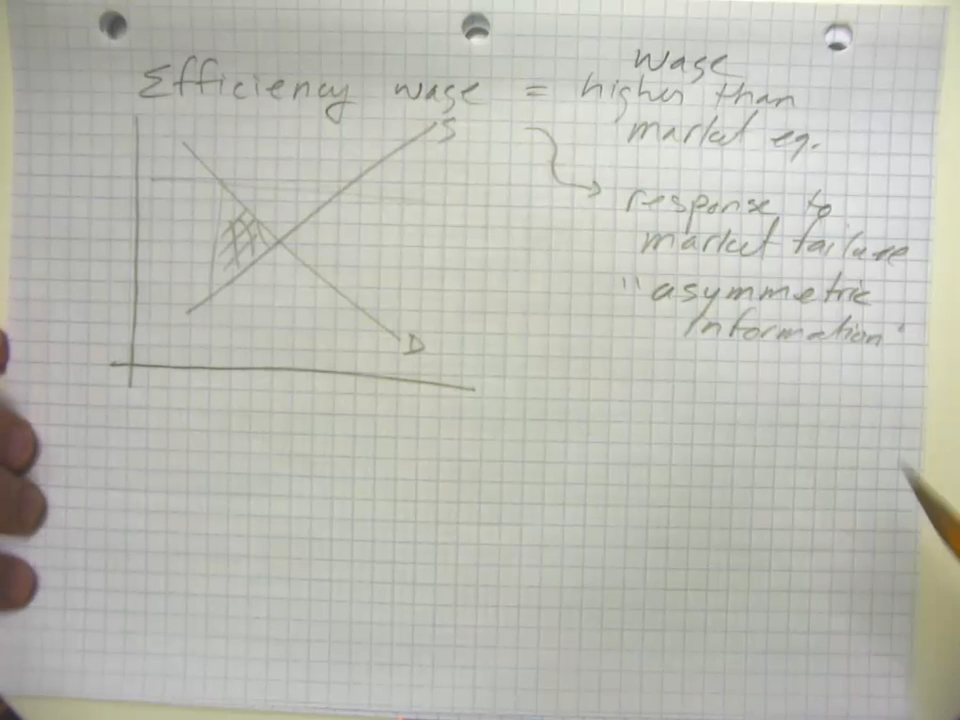 Efficiency wage = wage
higher than
market eq.
S
response to
market failure
"asymmetric
information"
D